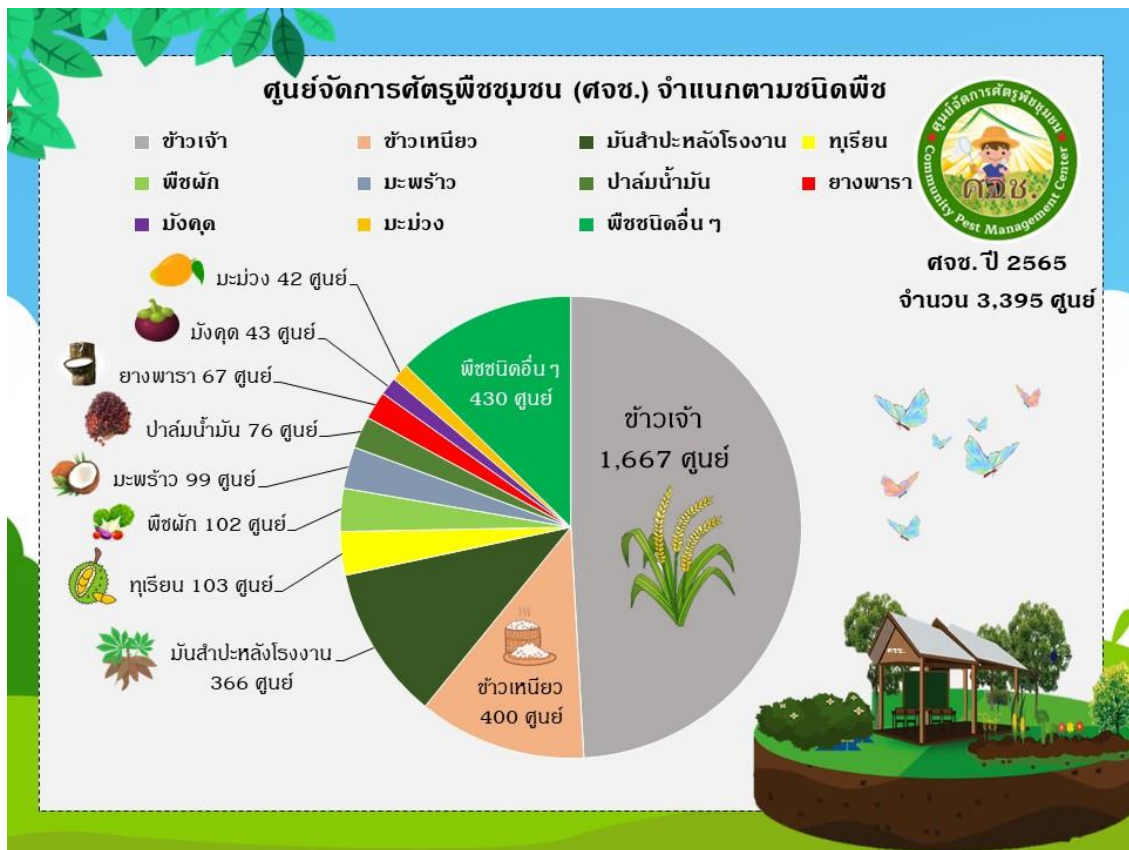 ศูนย์จัดการศัตรูพืชชุมชน (ศจช.) จำแนกตามชนิดพืช
ข้าวเจ้า
ข้าวเหนียว
มันสำปะหลังโรงงาน
ทุเรียน
พืชผัก
มะพร้าว
ปาล์มน้ำมัน
ยางพารา
มังคุด
มะม่วง
พืชชนิดอื่น ๆ
ศูนย์จัดการศัตรูพืชชุมชน
ศจช.
Community Pest Management Center
ศจช. ปี 2565
จำนวน 3,395 ศูนย์
มะม่วง 42 ศูนย์
มังคุด 43 ศูนย์
ยางพารา 67 ศูนย์
ปาล์มน้ำมัน 76 ศูนย์
มะพร้าว 99 ศูนย์
พืชผัก 102 ศูนย์
ทุเรียน 103 ศูนย์
มันสำปะหลังโรงงาน
366 ศูนย์
พืชชนิดอื่น ๆ
430 ศูนย์
ข้าวเจ้า
1,667 ศูนย์
ข้าวเหนียว
400 ศูนย์
ศจช.